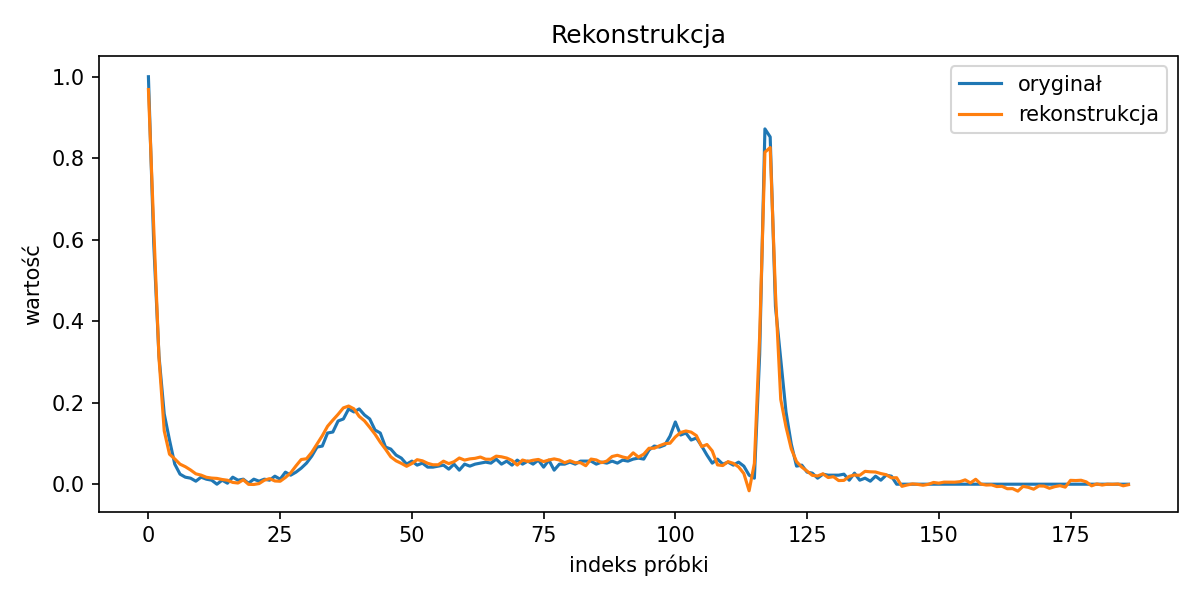 Rekonstrukcja
oryginał
rekonstrukcja
wartość
1.0
0.8
0.6
0.4
0.2
0.0
0 25 50 75 100 125 150 175
indeks próbki